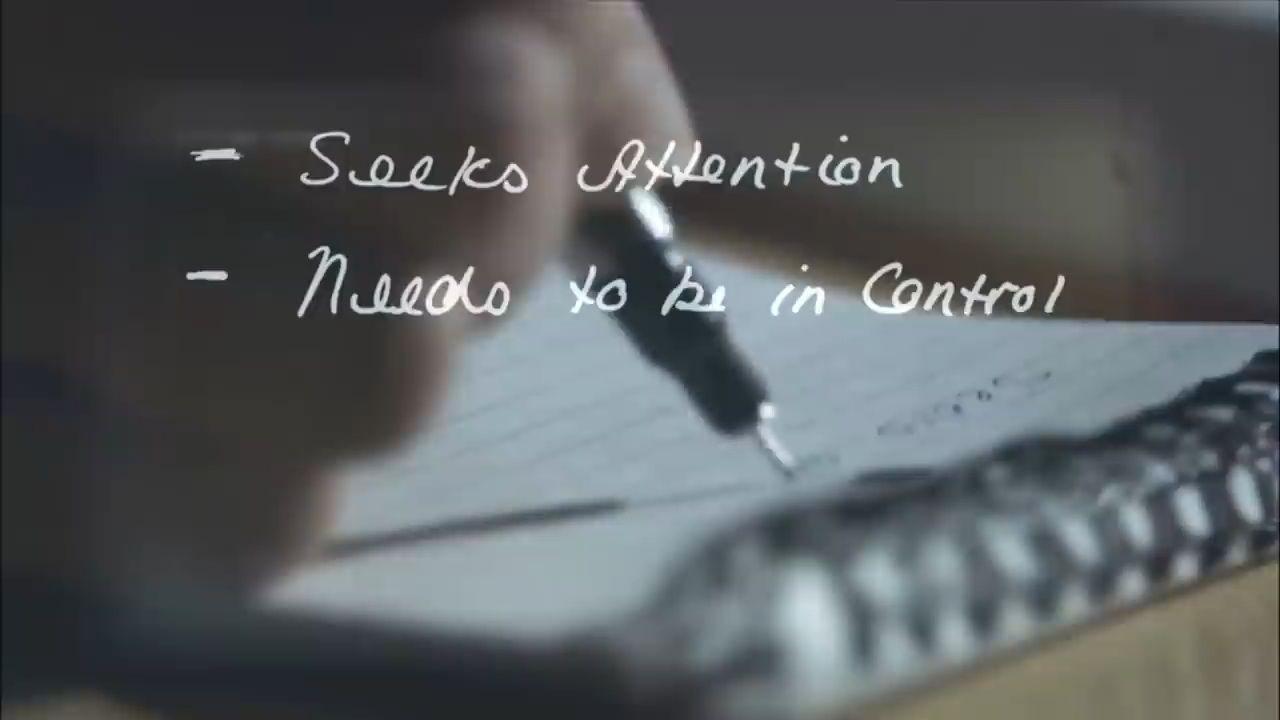 - Seeks Attention
- Needs to be in Control